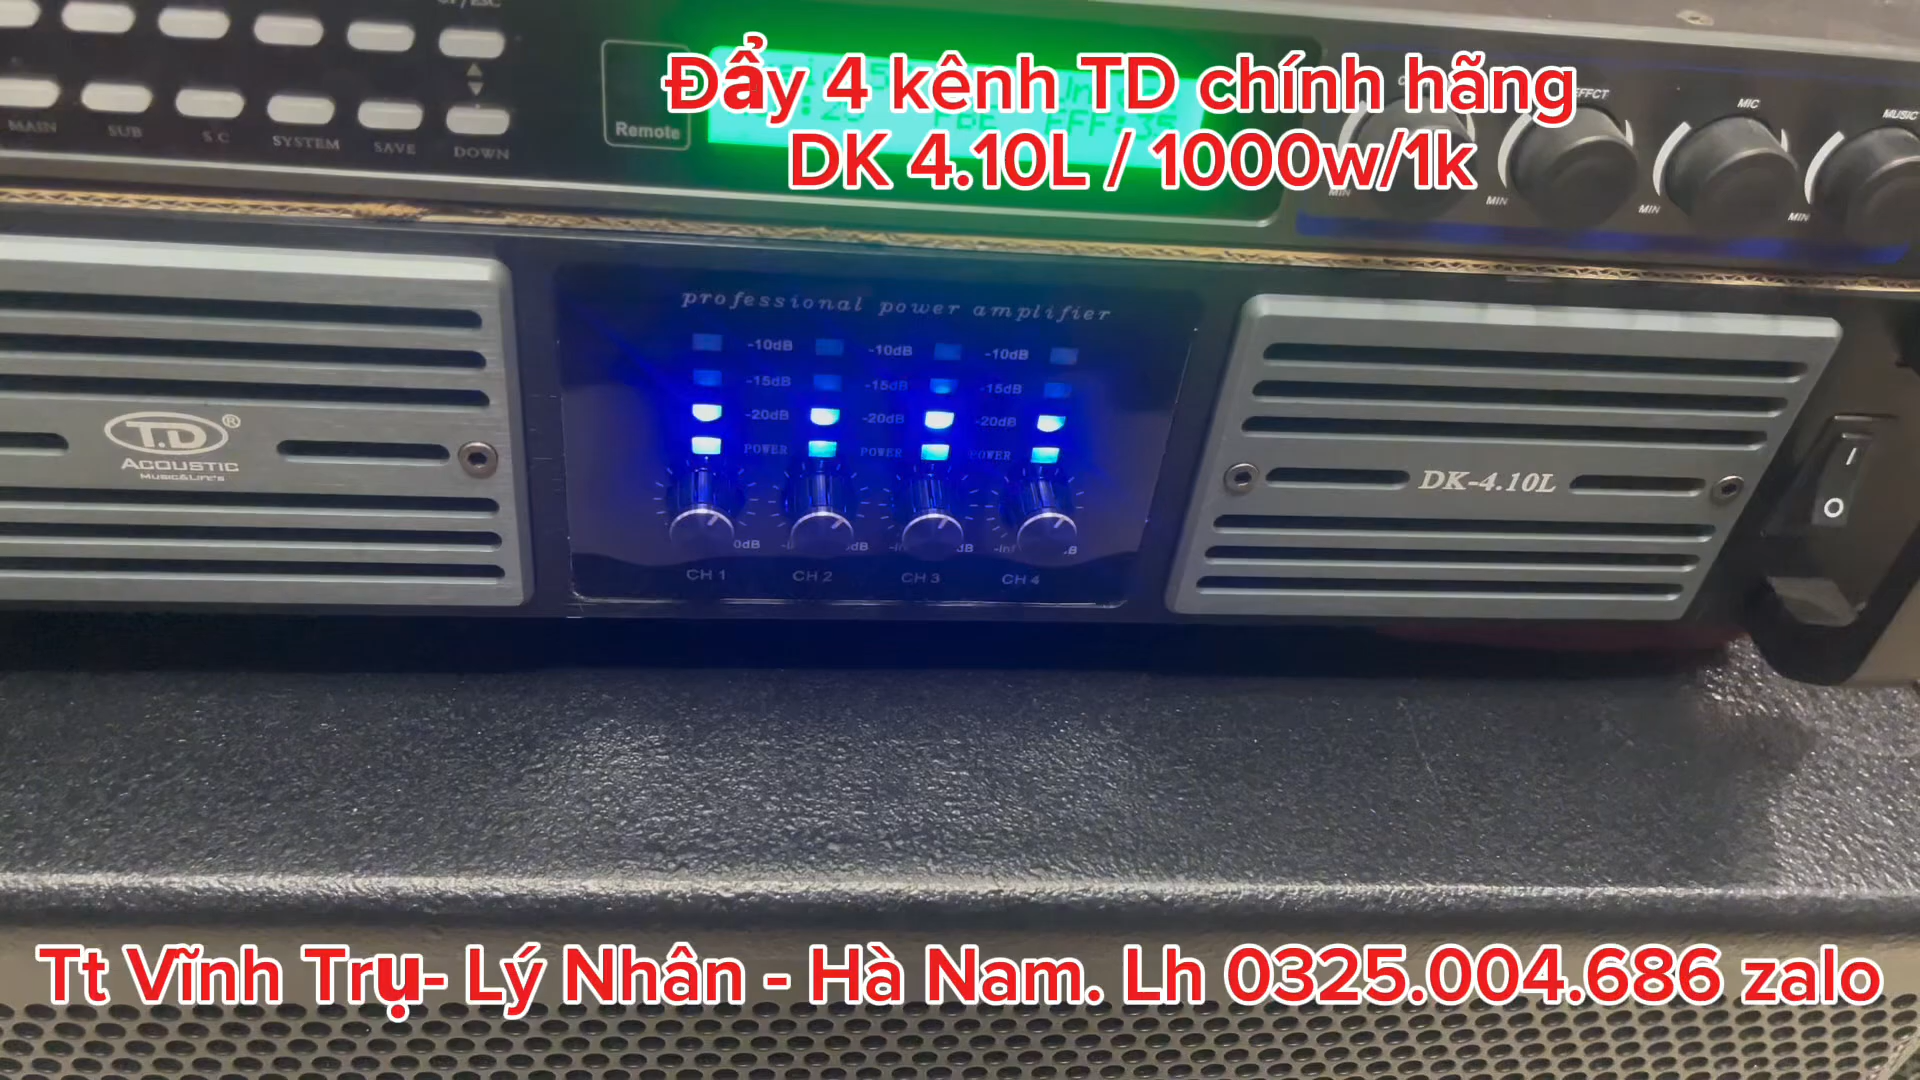 Đẩy 4 kênh TD chính hãng
DK 4.10L / 1000w/1k
Remote
MAIN SUB S.C SYSTEM SAVE DOWN
MIC MUSIC
MIN MIN MIN MIN
professional power amplifier
-10dB -10dB -10dB
-15dB -15dB -15dB
-20dB -20dB -20dB
POWER POWER POWER
0dB
CH 1 CH 2 CH 3 CH 4
T.D®
ACOUSTIC
MUSIC&LIFE'S
DK-4.10L
Tt Vĩnh Trụ- Lý Nhân - Hà Nam. Lh 0325.004.686 zalo